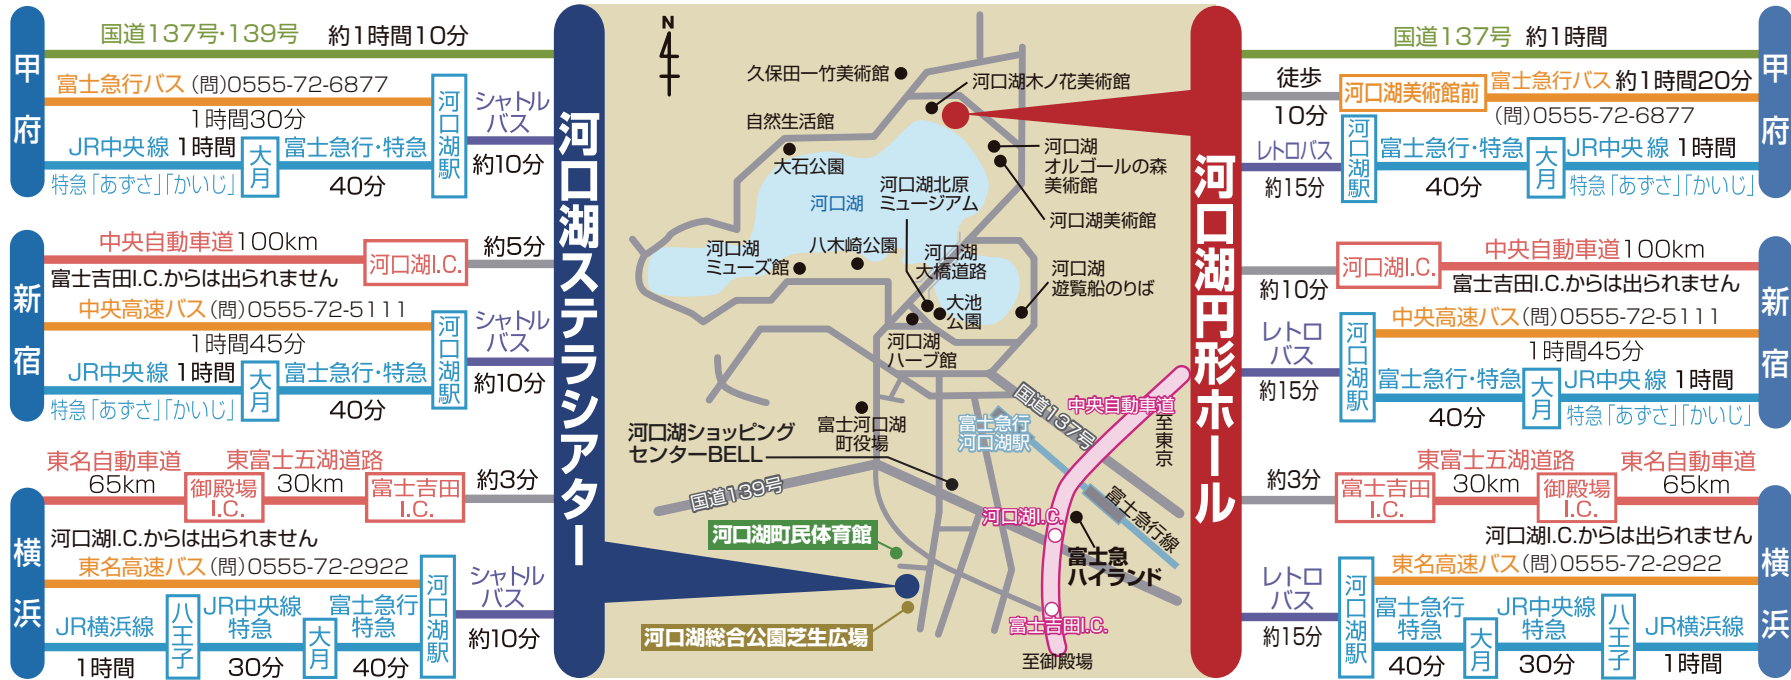 甲府
国道137号・139号 約1時間10分
富士急行バス (問)0555-72-6877
1時間30分
JR中央線 1時間
特急「あずさ」「かいじ」
大月
富士急行・特急
40分
河口湖駅
シャトル
バス
約10分
新宿
中央自動車道100km
河口湖I.C.
約5分
富士吉田I.C.からは出られません
中央高速バス(問)0555-72-5111
1時間45分
JR中央線 1時間
特急「あずさ」「かいじ」
大月
富士急行・特急
40分
河口湖駅
シャトル
バス
約10分
横浜
東名自動車道
65km
御殿場
I.C.
東富士五湖道路
30km
富士吉田
I.C.
約3分
河口湖I.C.からは出られません
東名高速バス(問)0555-72-2922
JR横浜線
1時間
八王子
JR中央線
特急
30分
大月
富士急行
特急
40分
河口湖駅
シャトル
バス
約10分
河口湖ステラシアター
N
久保田一竹美術館
河口湖木ノ花美術館
自然生活館
大石公園
河口湖
オルゴールの森
美術館
河口湖北原
ミュージアム
河口湖
河口湖美術館
八木崎公園
河口湖
ミューズ館
河口湖
大橋道路
河口湖
遊覧船のりば
大池
公園
河口湖
ハーブ館
国道137号
中央自動車道
至東京
富士河口湖
町役場
富士急行
河口湖駅
河口湖ショッピング
センターBELL
国道139号
河口湖I.C.
富士急行線
河口湖町民体育館
富士急
ハイランド
河口湖総合公園芝生広場
富士吉田I.C.
至御殿場
河口湖円形ホール
国道137号 約1時間
徒歩
10分
河口湖美術館前
富士急行バス 約1時間20分
(問)0555-72-6877
レトロバス
約15分
河口湖駅
富士急行・特急
40分
大月
JR中央線 1時間
特急「あずさ」「かいじ」
甲府
約10分
河口湖I.C.
中央自動車道100km
富士吉田I.C.からは出られません
中央高速バス(問)0555-72-5111
1時間45分
レトロ
バス
約15分
河口湖駅
富士急行・特急
40分
大月
JR中央線 1時間
特急「あずさ」「かいじ」
新宿
約3分
富士吉田
I.C.
東富士五湖道路
30km
御殿場
I.C.
東名自動車道
65km
河口湖I.C.からは出られません
東名高速バス(問)0555-72-2922
レトロ
バス
約15分
河口湖駅
富士急行
特急
40分
大月
JR中央線
特急
30分
八王子
JR横浜線
1時間
横浜